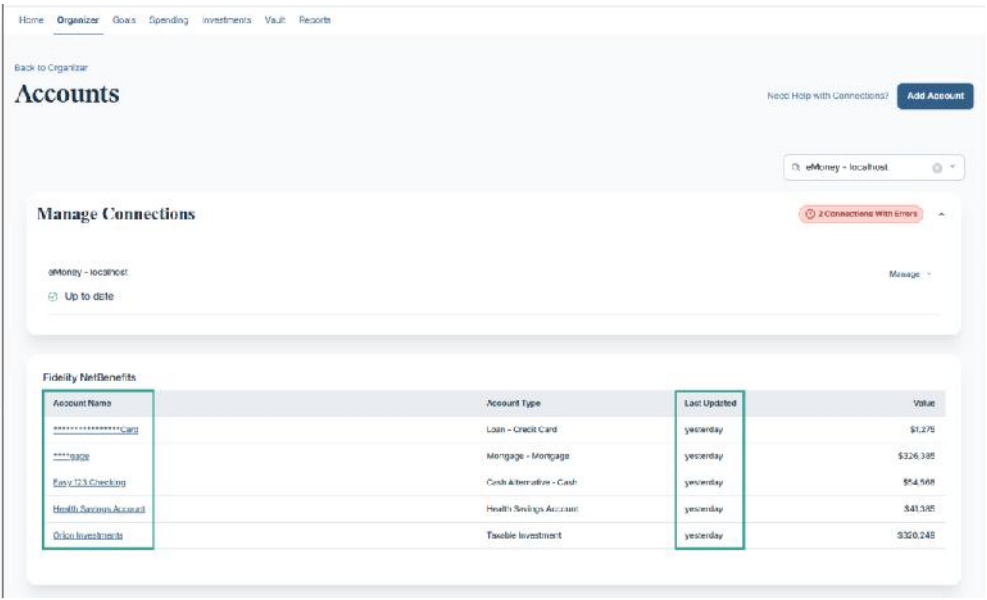 Home Organizer Goals Spending Investments Vault Reports
Back to Organizer
Accounts
Need Help with Connections? Add Account
eMoney - localhost
Manage Connections
2 Connections With Errors
eMoney - localhost
Manage
Up to date
Fidelity NetBenefits
Account Name Account Type Last Updated Value
****************Card Loan - Credit Card yesterday $1,275
****gage Mortgage - Mortgage yesterday $326,385
Easy 123 Checking Cash Alternative - Cash yesterday $54,568
Health Savings Account Health Savings Account yesterday $41,385
Orion Investments Taxable Investment yesterday $320,248